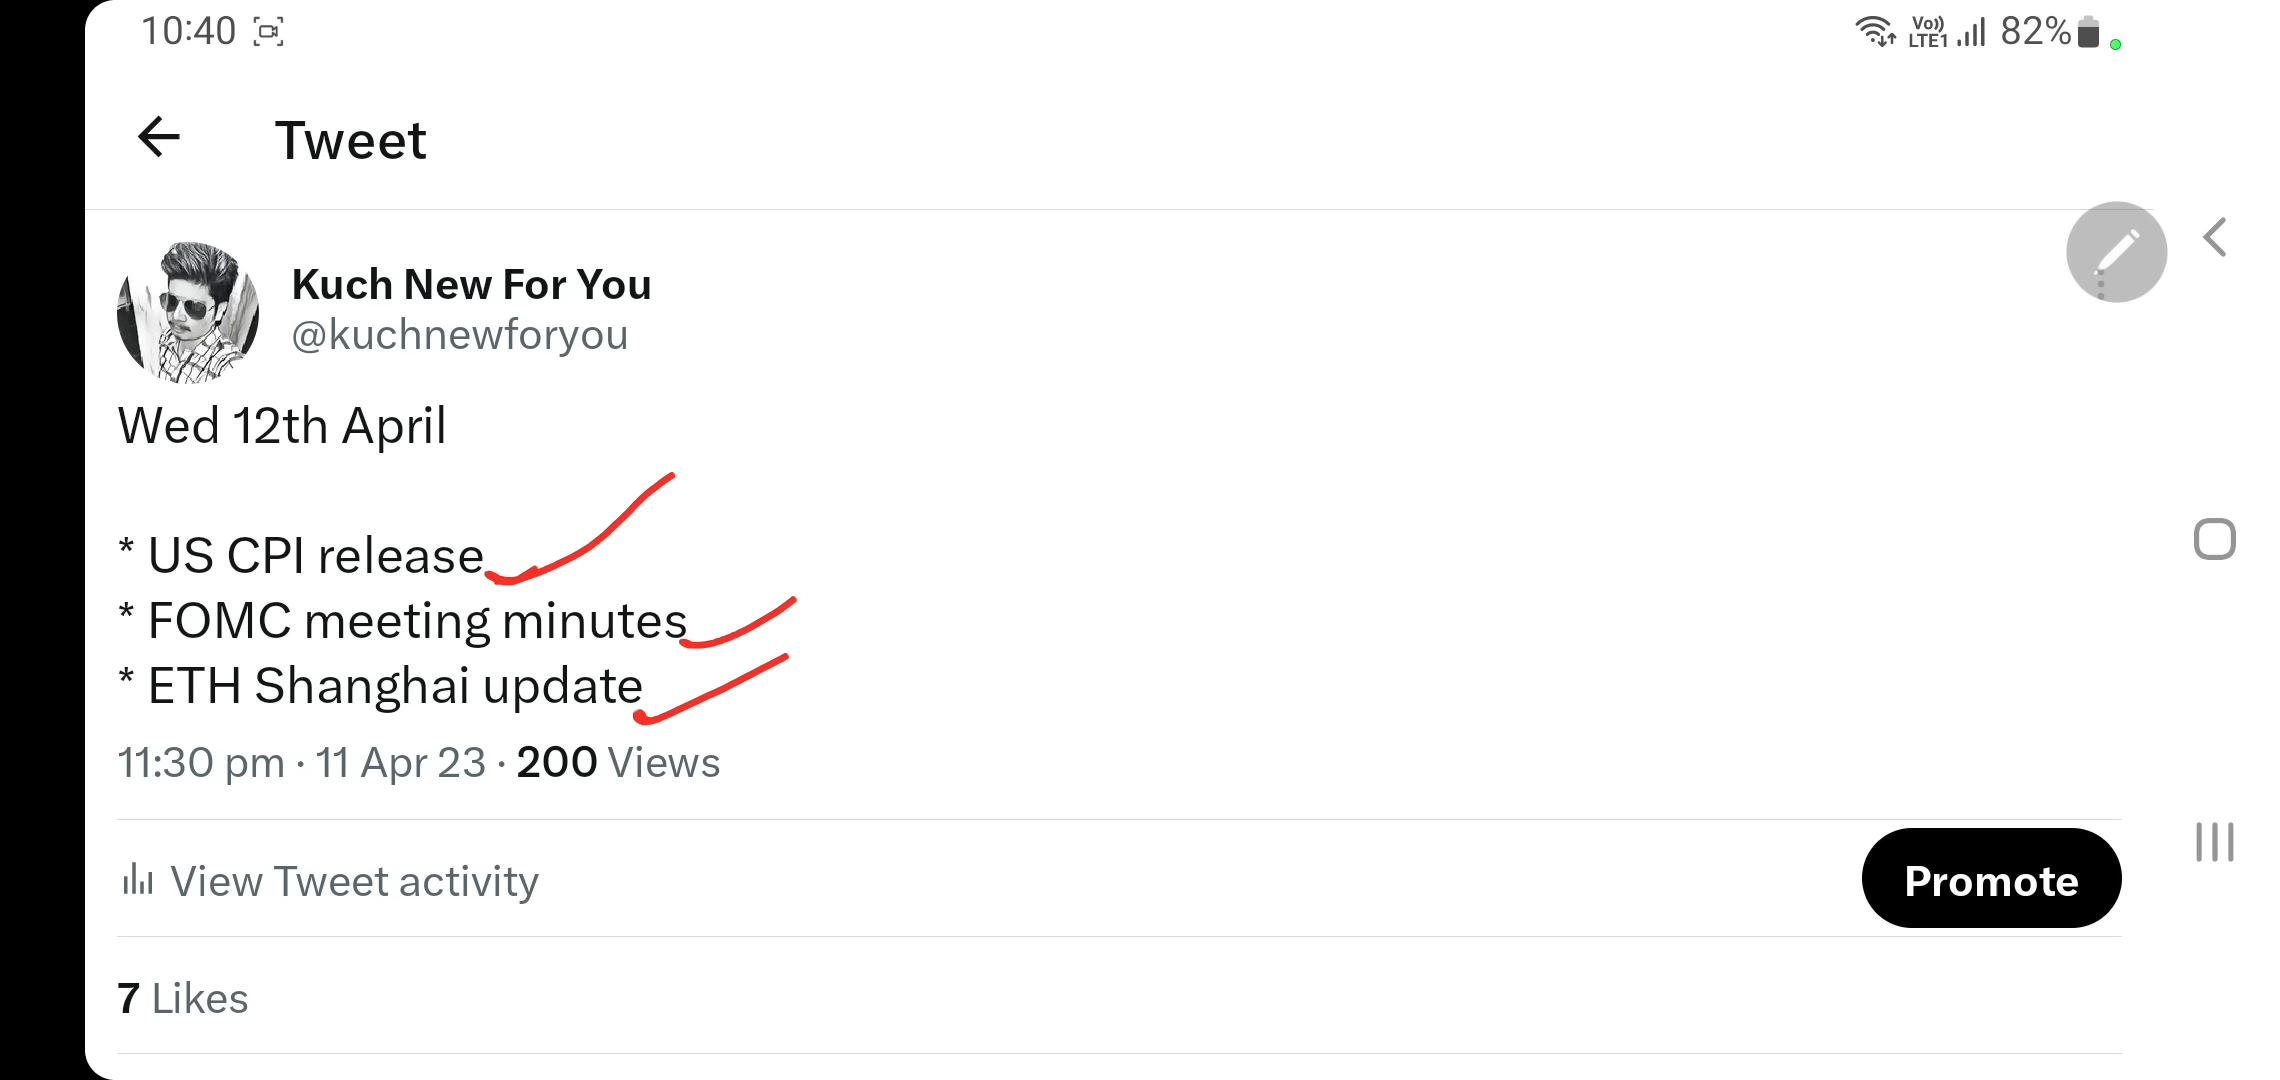 10:40
Vo)) LTE1 82%
Tweet
Kuch New For You
@kuchnewforyou
Wed 12th April
* US CPI release
* FOMC meeting minutes
* ETH Shanghai update
11:30 pm · 11 Apr 23 · 200 Views
View Tweet activity
Promote
7 Likes